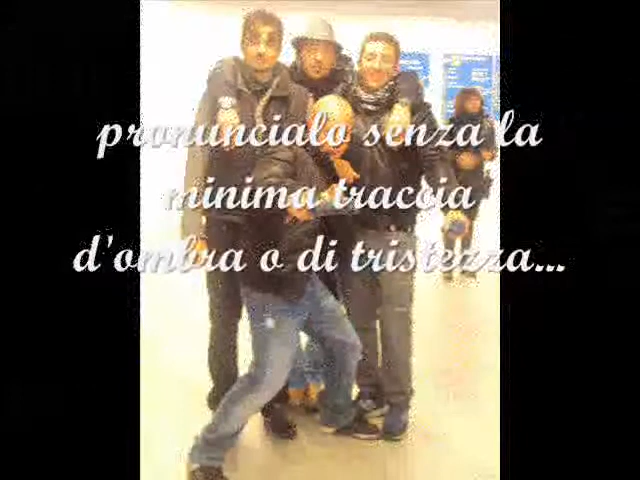 pronuncialo senza la
minima traccia
d'ombra o di tristezza...